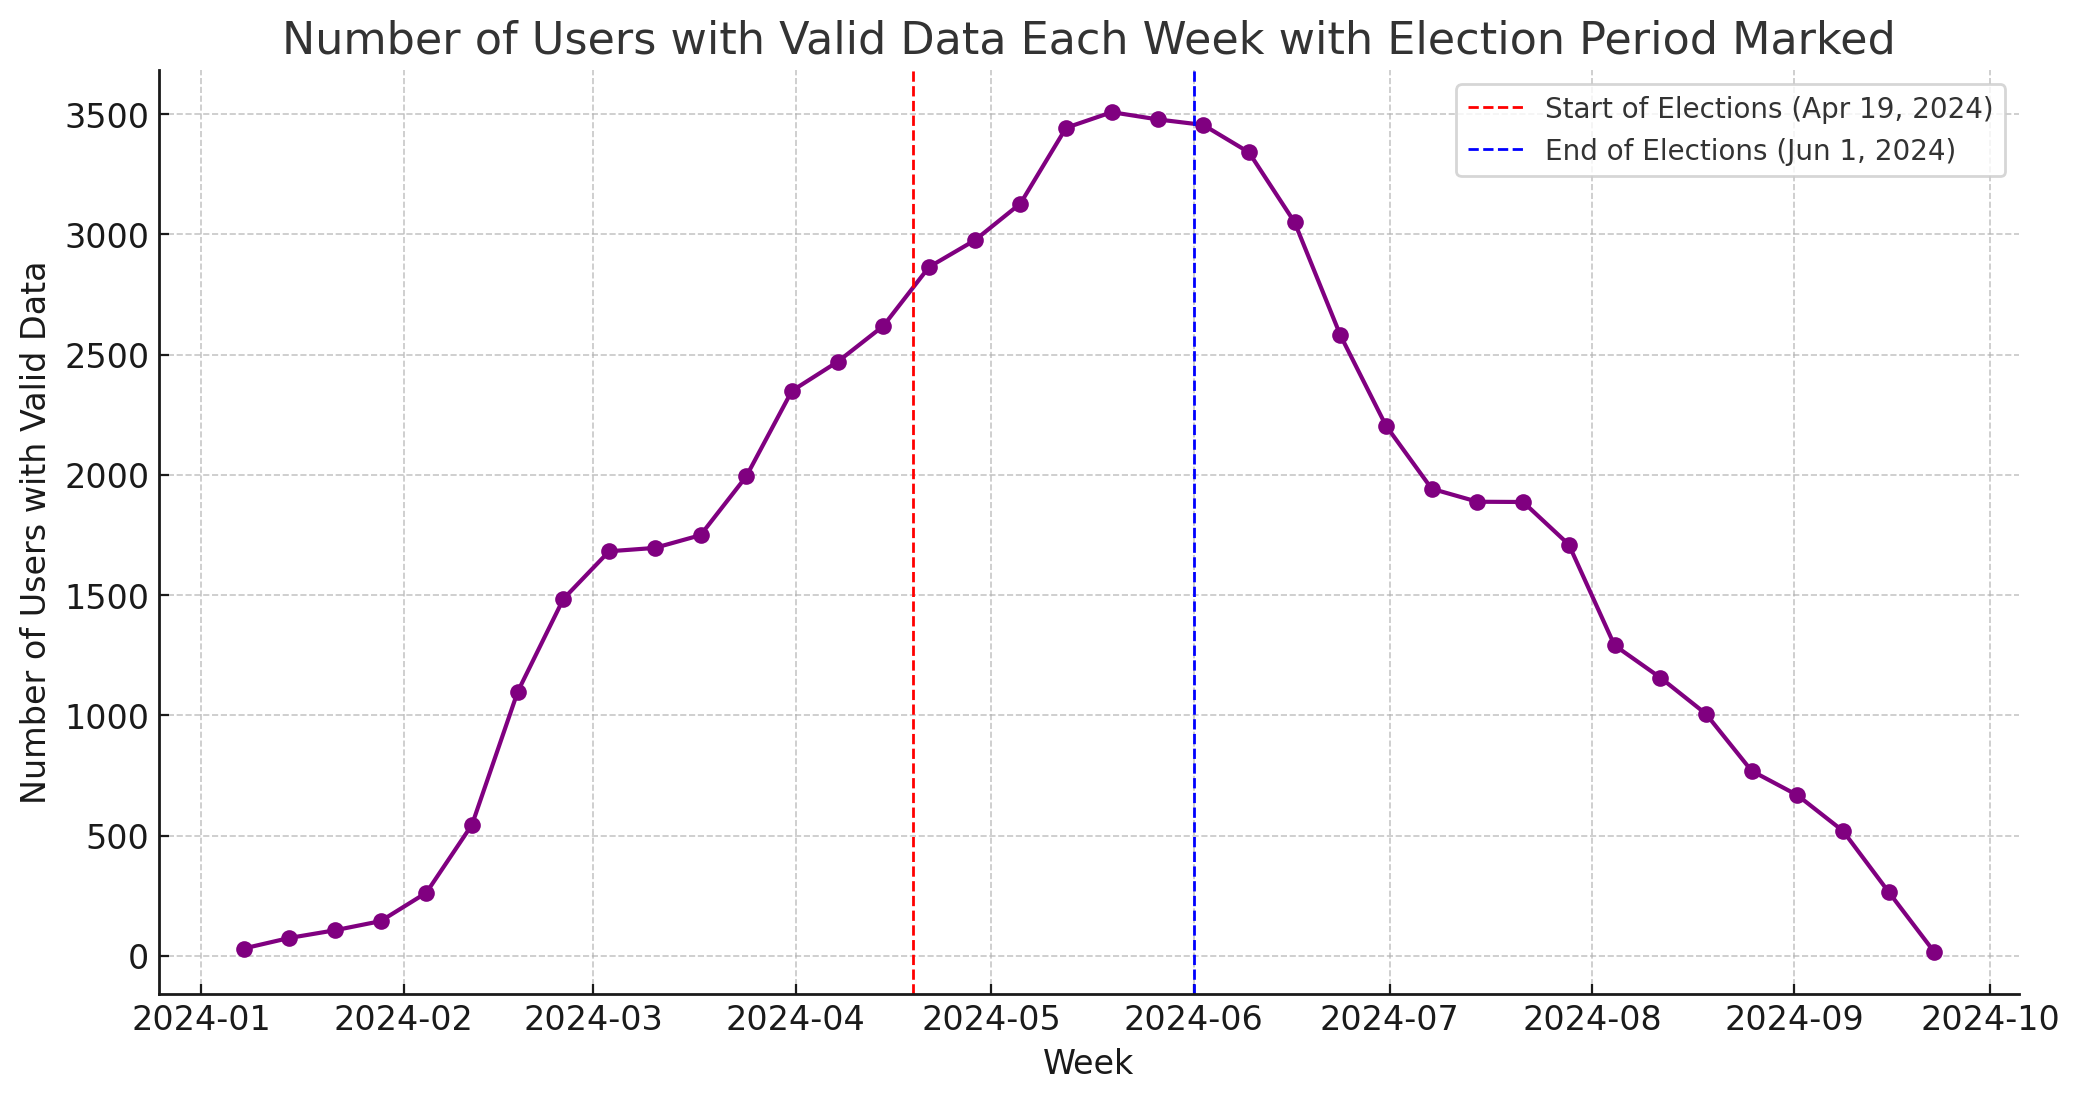 Number of Users with Valid Data Each Week with Election Period Marked
Start of Elections (Apr 19, 2024)
End of Elections (Jun 1, 2024)
Number of Users with Valid Data
3500
3000
2500
2000
1500
1000
500
0
2024-01 2024-02 2024-03 2024-04 2024-05 2024-06 2024-07 2024-08 2024-09 2024-10
Week